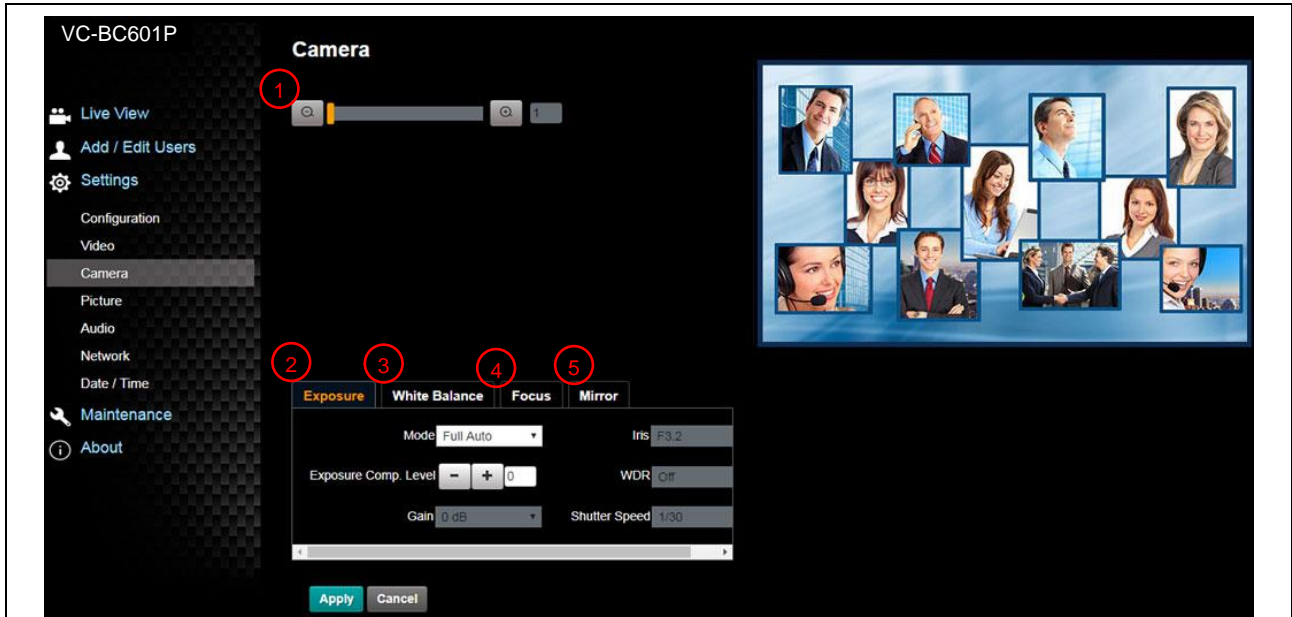 VC-BC601P
Camera
1
1
Live View
Add / Edit Users
Settings
Configuration
Video
Camera
Picture
Audio
Network
Date / Time
Maintenance
About
2 3 4 5
Exposure White Balance Focus Mirror
Mode Full Auto Iris F3.2
Exposure Comp. Level - + 0 WDR Off
Gain 0 dB Shutter Speed 1/30
Apply Cancel